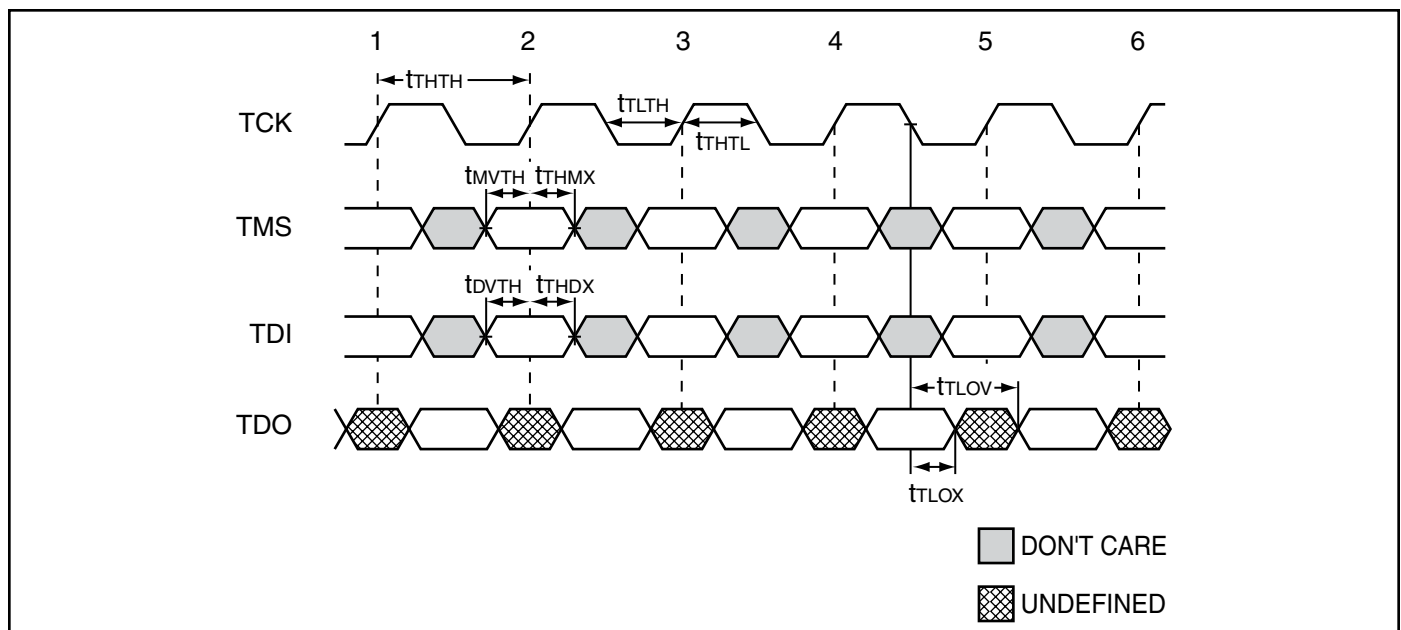 1 2 3 4 5 6
tTHTH
tTLTH
TCK
tTHTL
tMVTH tTHMX
TMS
tDVTH tTHDX
TDI
tTLOV
TDO
tTLOX
DON'T CARE
UNDEFINED